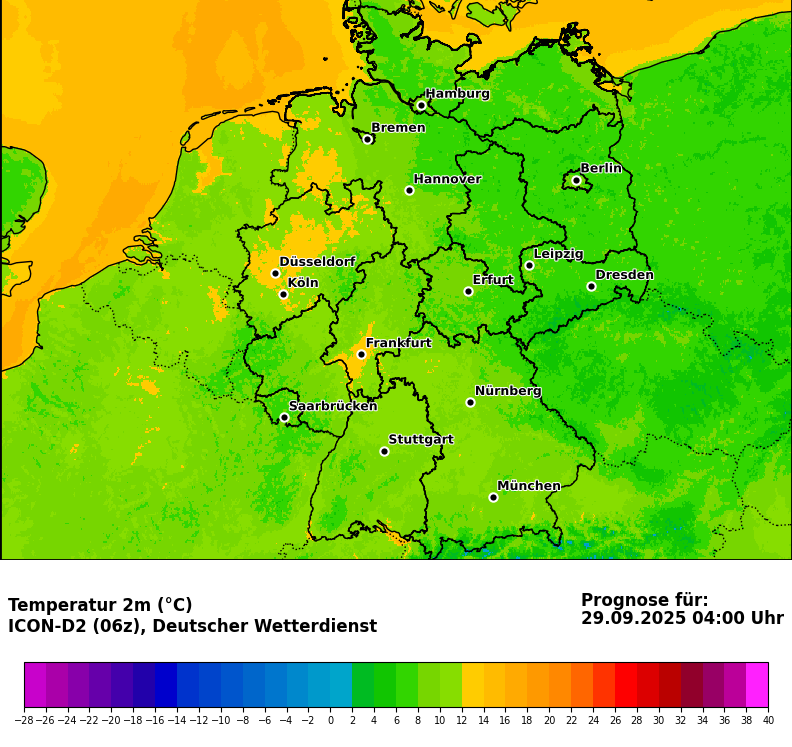 Hamburg
Bremen
Berlin
Hannover
Leipzig
Düsseldorf
Dresden
Erfurt
Köln
Frankfurt
Nürnberg
Saarbrücken
Stuttgart
München
Temperatur 2m (°C)
ICON-D2 (06z), Deutscher Wetterdienst
Prognose für:
29.09.2025 04:00 Uhr
−28 −26 −24 −22 −20 −18 −16 −14 −12 −10 −8 −6 −4 −2 0 2 4 6 8 10 12 14 16 18 20 22 24 26 28 30 32 34 36 38 40